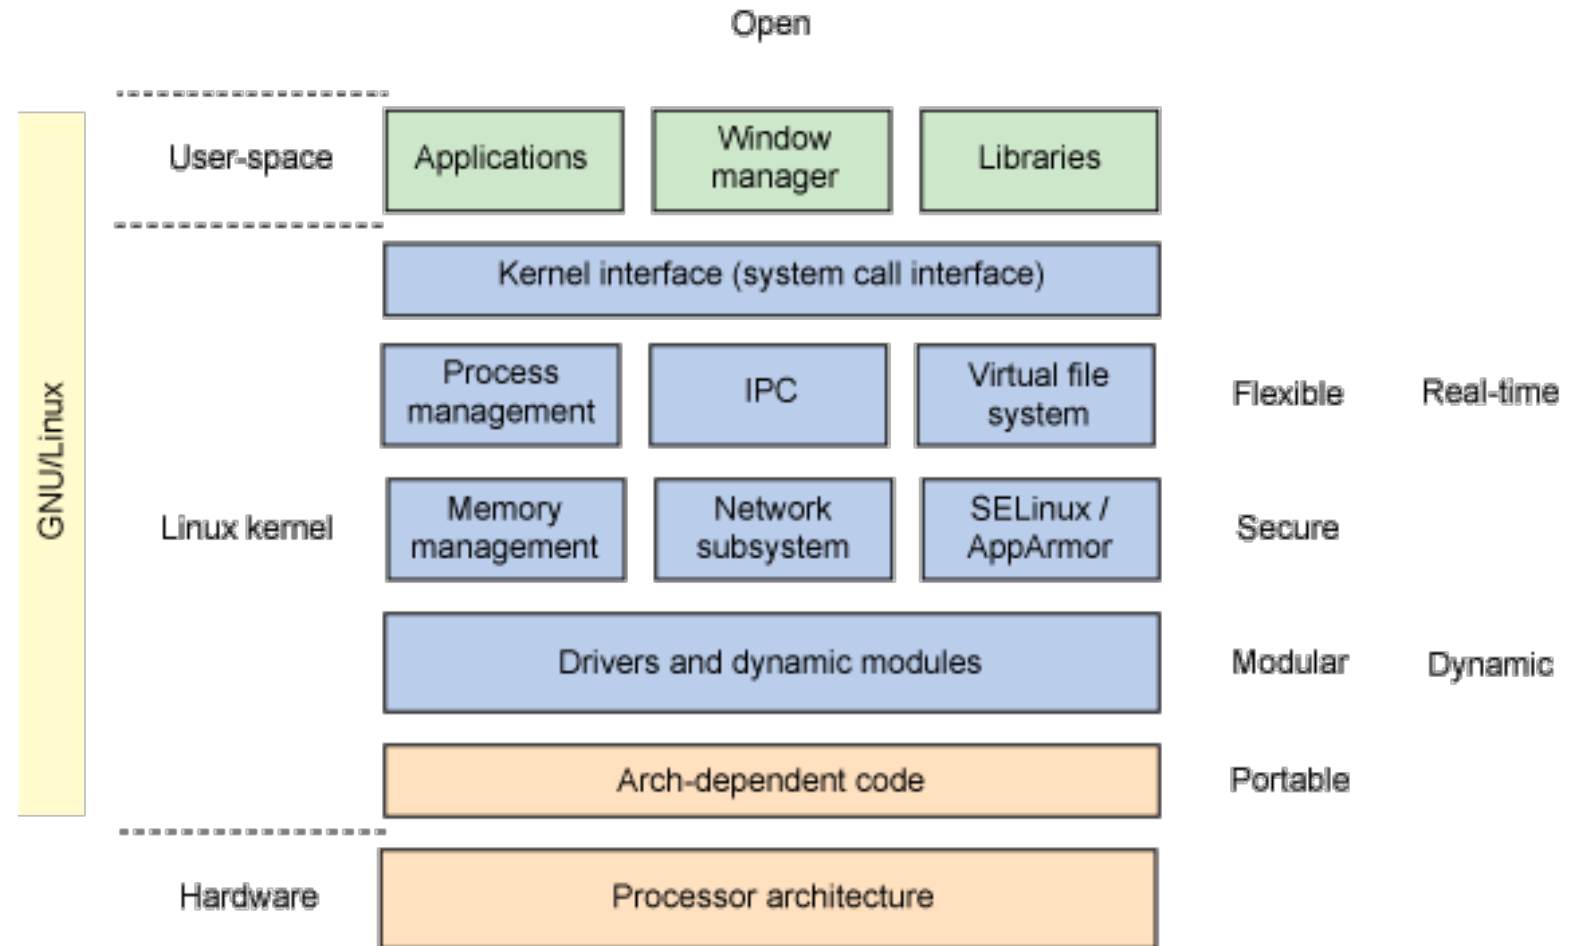 Open
User-space
Applications
Window
manager
Libraries
Kernel interface (system call interface)
Process
management
IPC
Virtual file
system
Flexible
Real-time
GNU/Linux
Linux kernel
Memory
management
Network
subsystem
SELinux /
AppArmor
Secure
Drivers and dynamic modules
Modular
Dynamic
Arch-dependent code
Portable
Hardware
Processor architecture